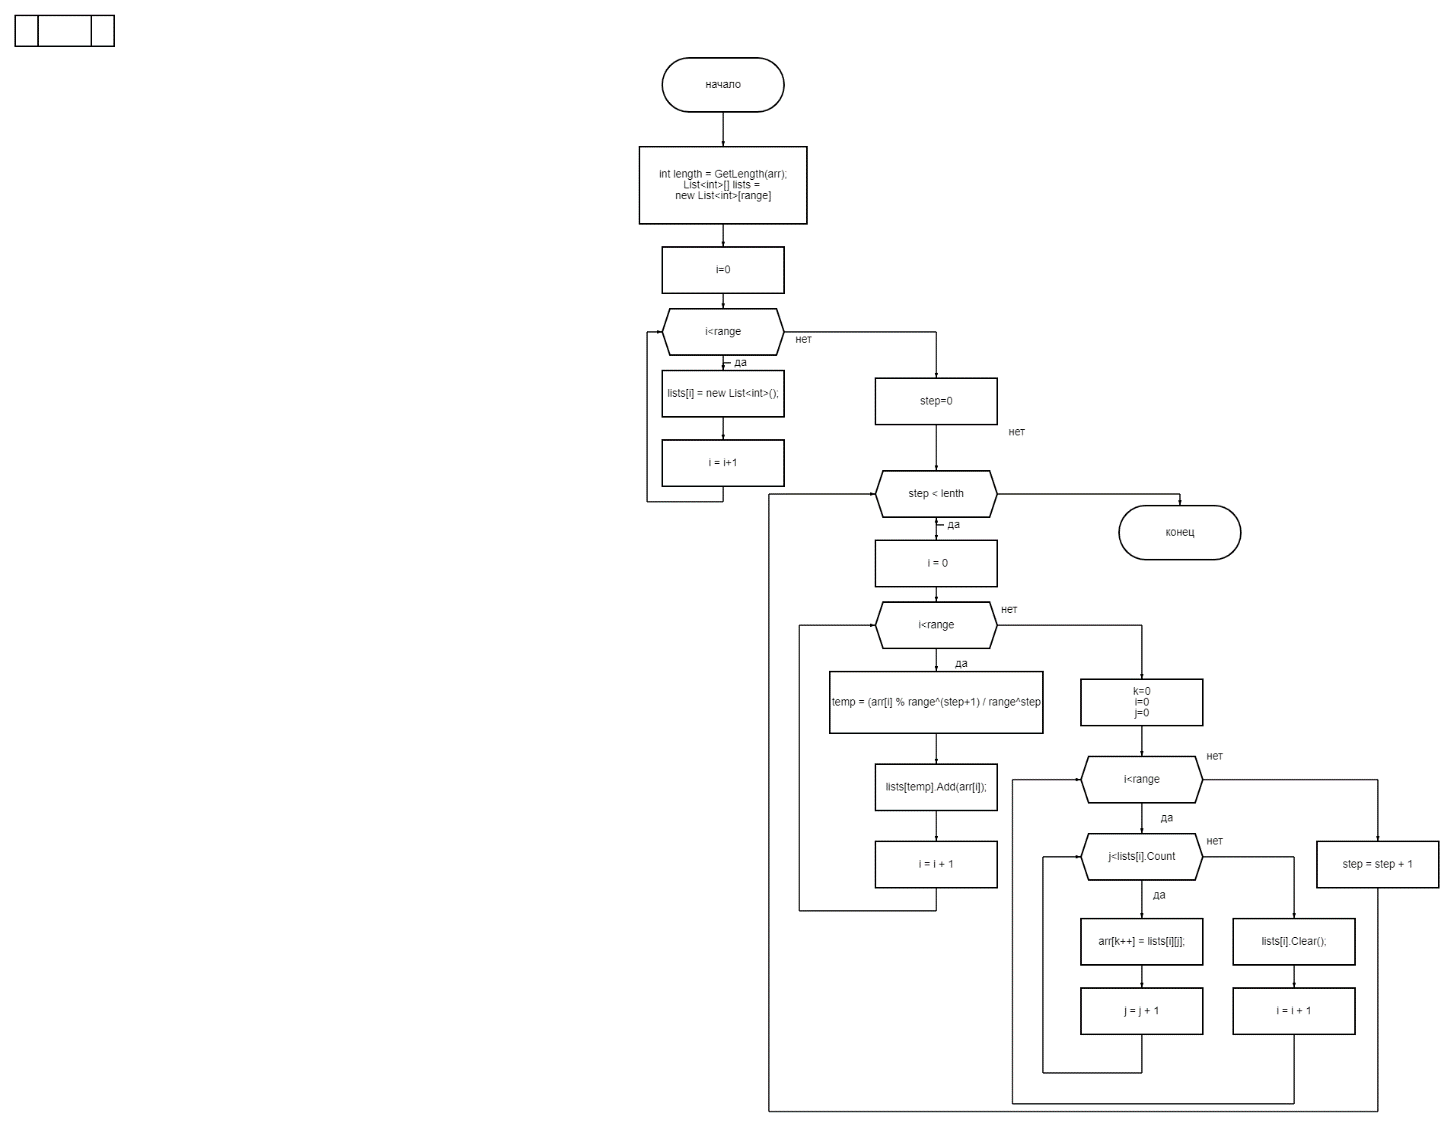 начало
int length = GetLength(arr);
List<int>[] lists =
new List<int>[range]
i=0
i<range
нет
да
lists[i] = new List<int>();
i = i+1
step=0
нет
step < lenth
да
конец
i = 0
i<range
нет
да
temp = (arr[i] % range^(step+1) / range^step
lists[temp].Add(arr[i]);
i = i + 1
k=0
i=0
j=0
i<range
нет
да
j<lists[i].Count
нет
да
step = step + 1
arr[k++] = lists[i][j];
lists[i].Clear();
j = j + 1
i = i + 1